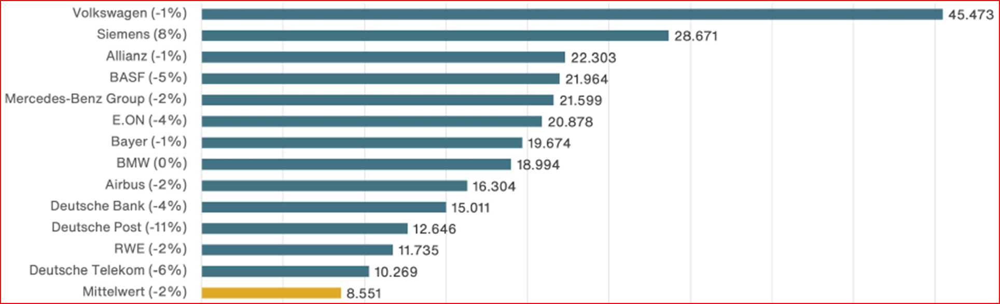 Volkswagen (-1%) 45.473
Siemens (8%) 28.671
Allianz (-1%) 22.303
BASF (-5%) 21.964
Mercedes-Benz Group (-2%) 21.599
E.ON (-4%) 20.878
Bayer (-1%) 19.674
BMW (0%) 18.994
Airbus (-2%) 16.304
Deutsche Bank (-4%) 15.011
Deutsche Post (-11%) 12.646
RWE (-2%) 11.735
Deutsche Telekom (-6%) 10.269
Mittelwert (-2%) 8.551